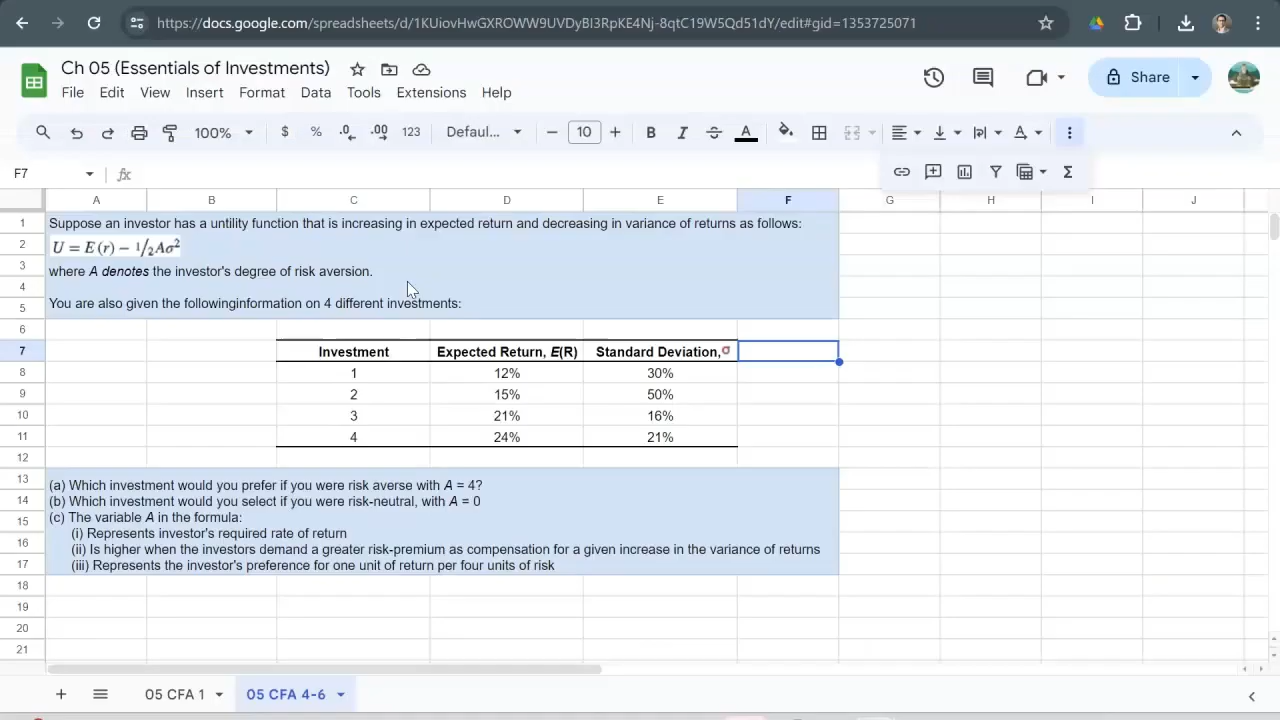 https://docs.google.com/spreadsheets/d/1KUiovHwGXROWW9UVDyBI3RpKE4Nj-8qtC19W5Qd51dY/edit#gid=1353725071
Ch 05 (Essentials of Investments)
File Edit View Insert Format Data Tools Extensions Help
Share
100% $ % .0 .00 123 Defaul... − 10 + B I S A
F7 fx
A B C D E F G H I J
1 Suppose an investor has a untility function that is increasing in expected return and decreasing in variance of returns as follows:
2 U = E (r) − 1/2Aσ²
3 where A denotes the investor's degree of risk aversion.
4
5 You are also given the followinginformation on 4 different investments:
6
7 Investment Expected Return, E(R) Standard Deviation,σ
8 1 12% 30%
9 2 15% 50%
10 3 21% 16%
11 4 24% 21%
12
13 (a) Which investment would you prefer if you were risk averse with A = 4?
14 (b) Which investment would you select if you were risk-neutral, with A = 0
15 (c) The variable A in the formula:
(i) Represents investor's required rate of return
16 (ii) Is higher when the investors demand a greater risk-premium as compensation for a given increase in the variance of returns
17 (iii) Represents the investor's preference for one unit of return per four units of risk
18
19
20
21
+ 05 CFA 1 05 CFA 4-6